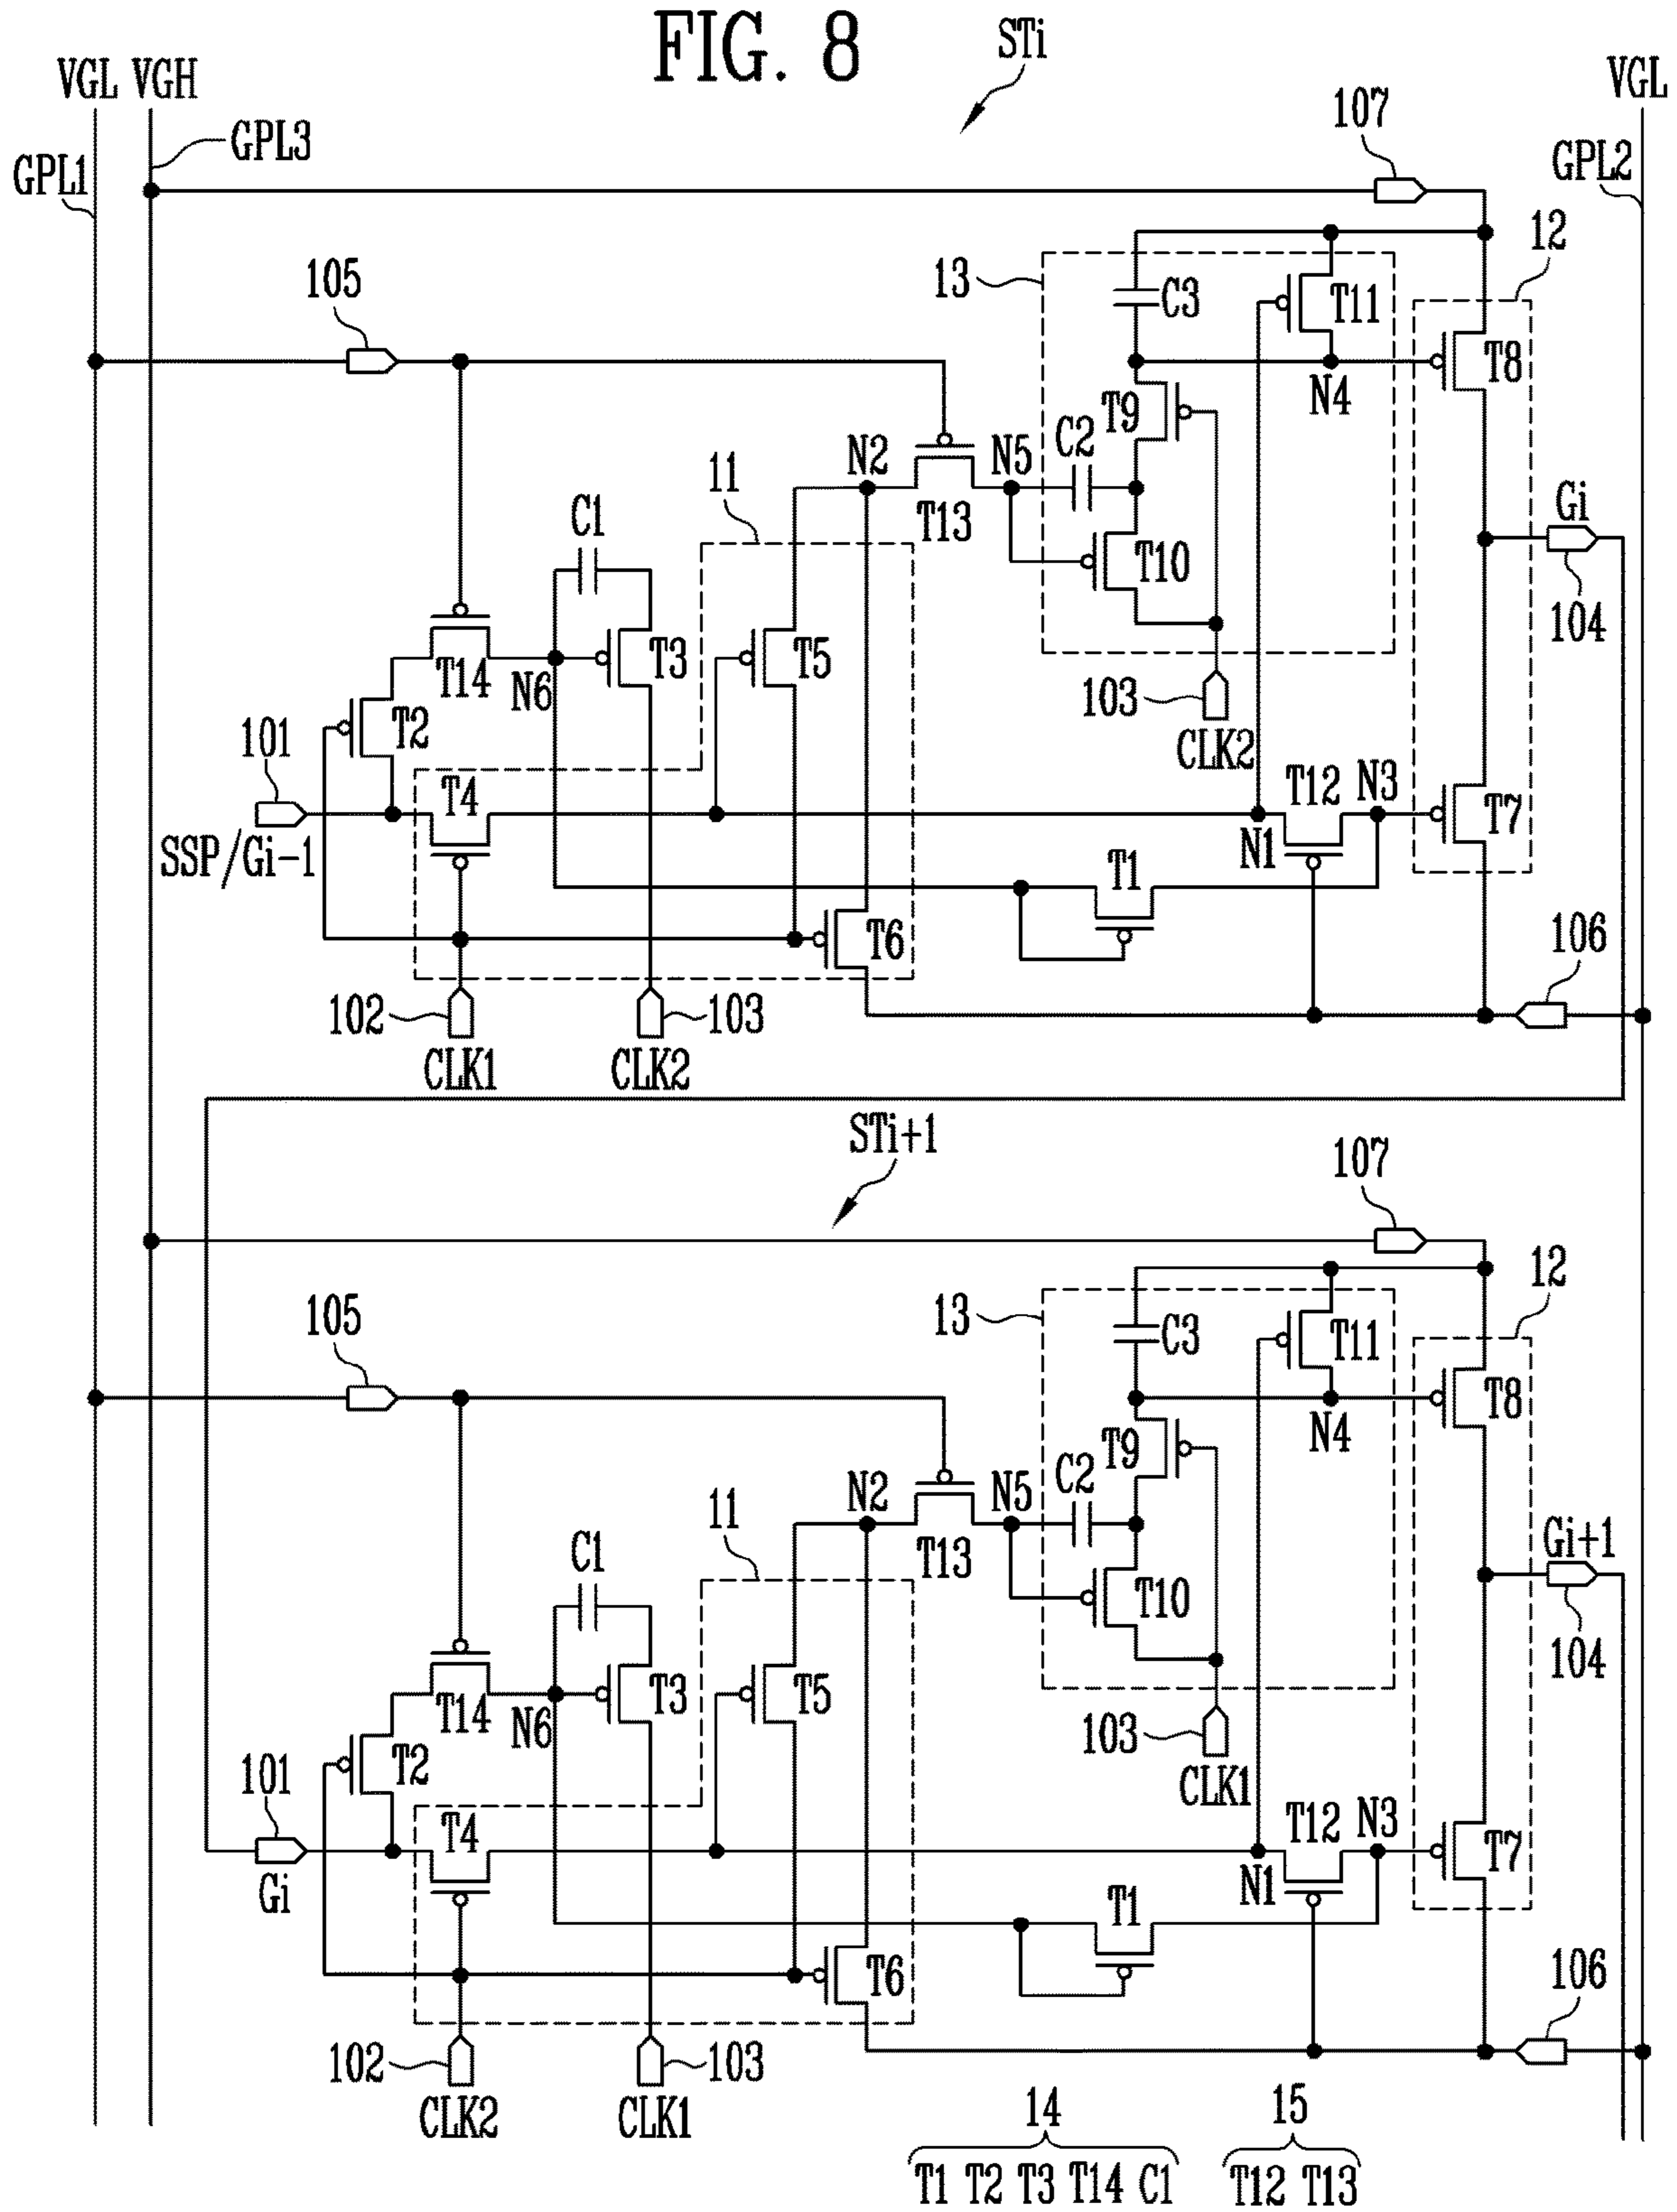 FIG. 8
STi
VGL VGH
VGL
GPL1
GPL3
107
GPL2
105
13
12
C3
T11
T8
N4
T9
C2
N2
N5
11
T13
C1
T10
Gi
104
T14
N6
T3
T5
103
CLK2
101
T2
T4
T12
N3
T7
SSP/Gi-1
N1
T1
T6
106
102
103
CLK1
CLK2
STi+1
107
105
13
12
C3
T11
T8
N4
T9
C2
N2
N5
11
T13
C1
T10
Gi+1
104
T14
N6
T3
T5
103
CLK1
101
T2
T4
T12
N3
T7
Gi
N1
T1
T6
106
102
103
CLK2
CLK1
14
15
T1 T2 T3 T14 C1
T12 T13